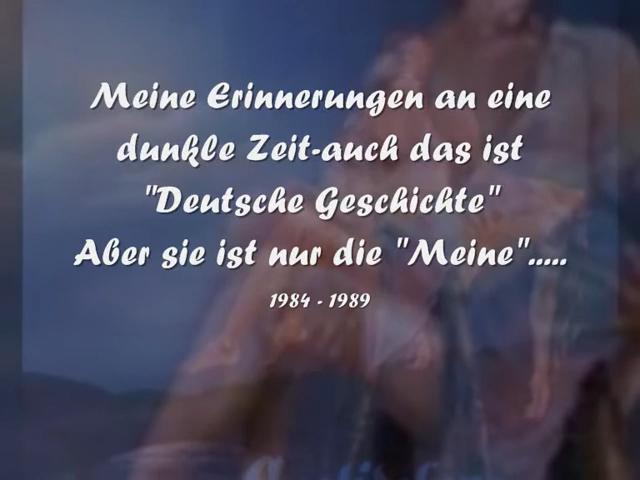 Meine Erinnerungen an eine
dunkle Zeit-auch das ist
"Deutsche Geschichte"
Aber sie ist nur die "Meine".....
1984 - 1989